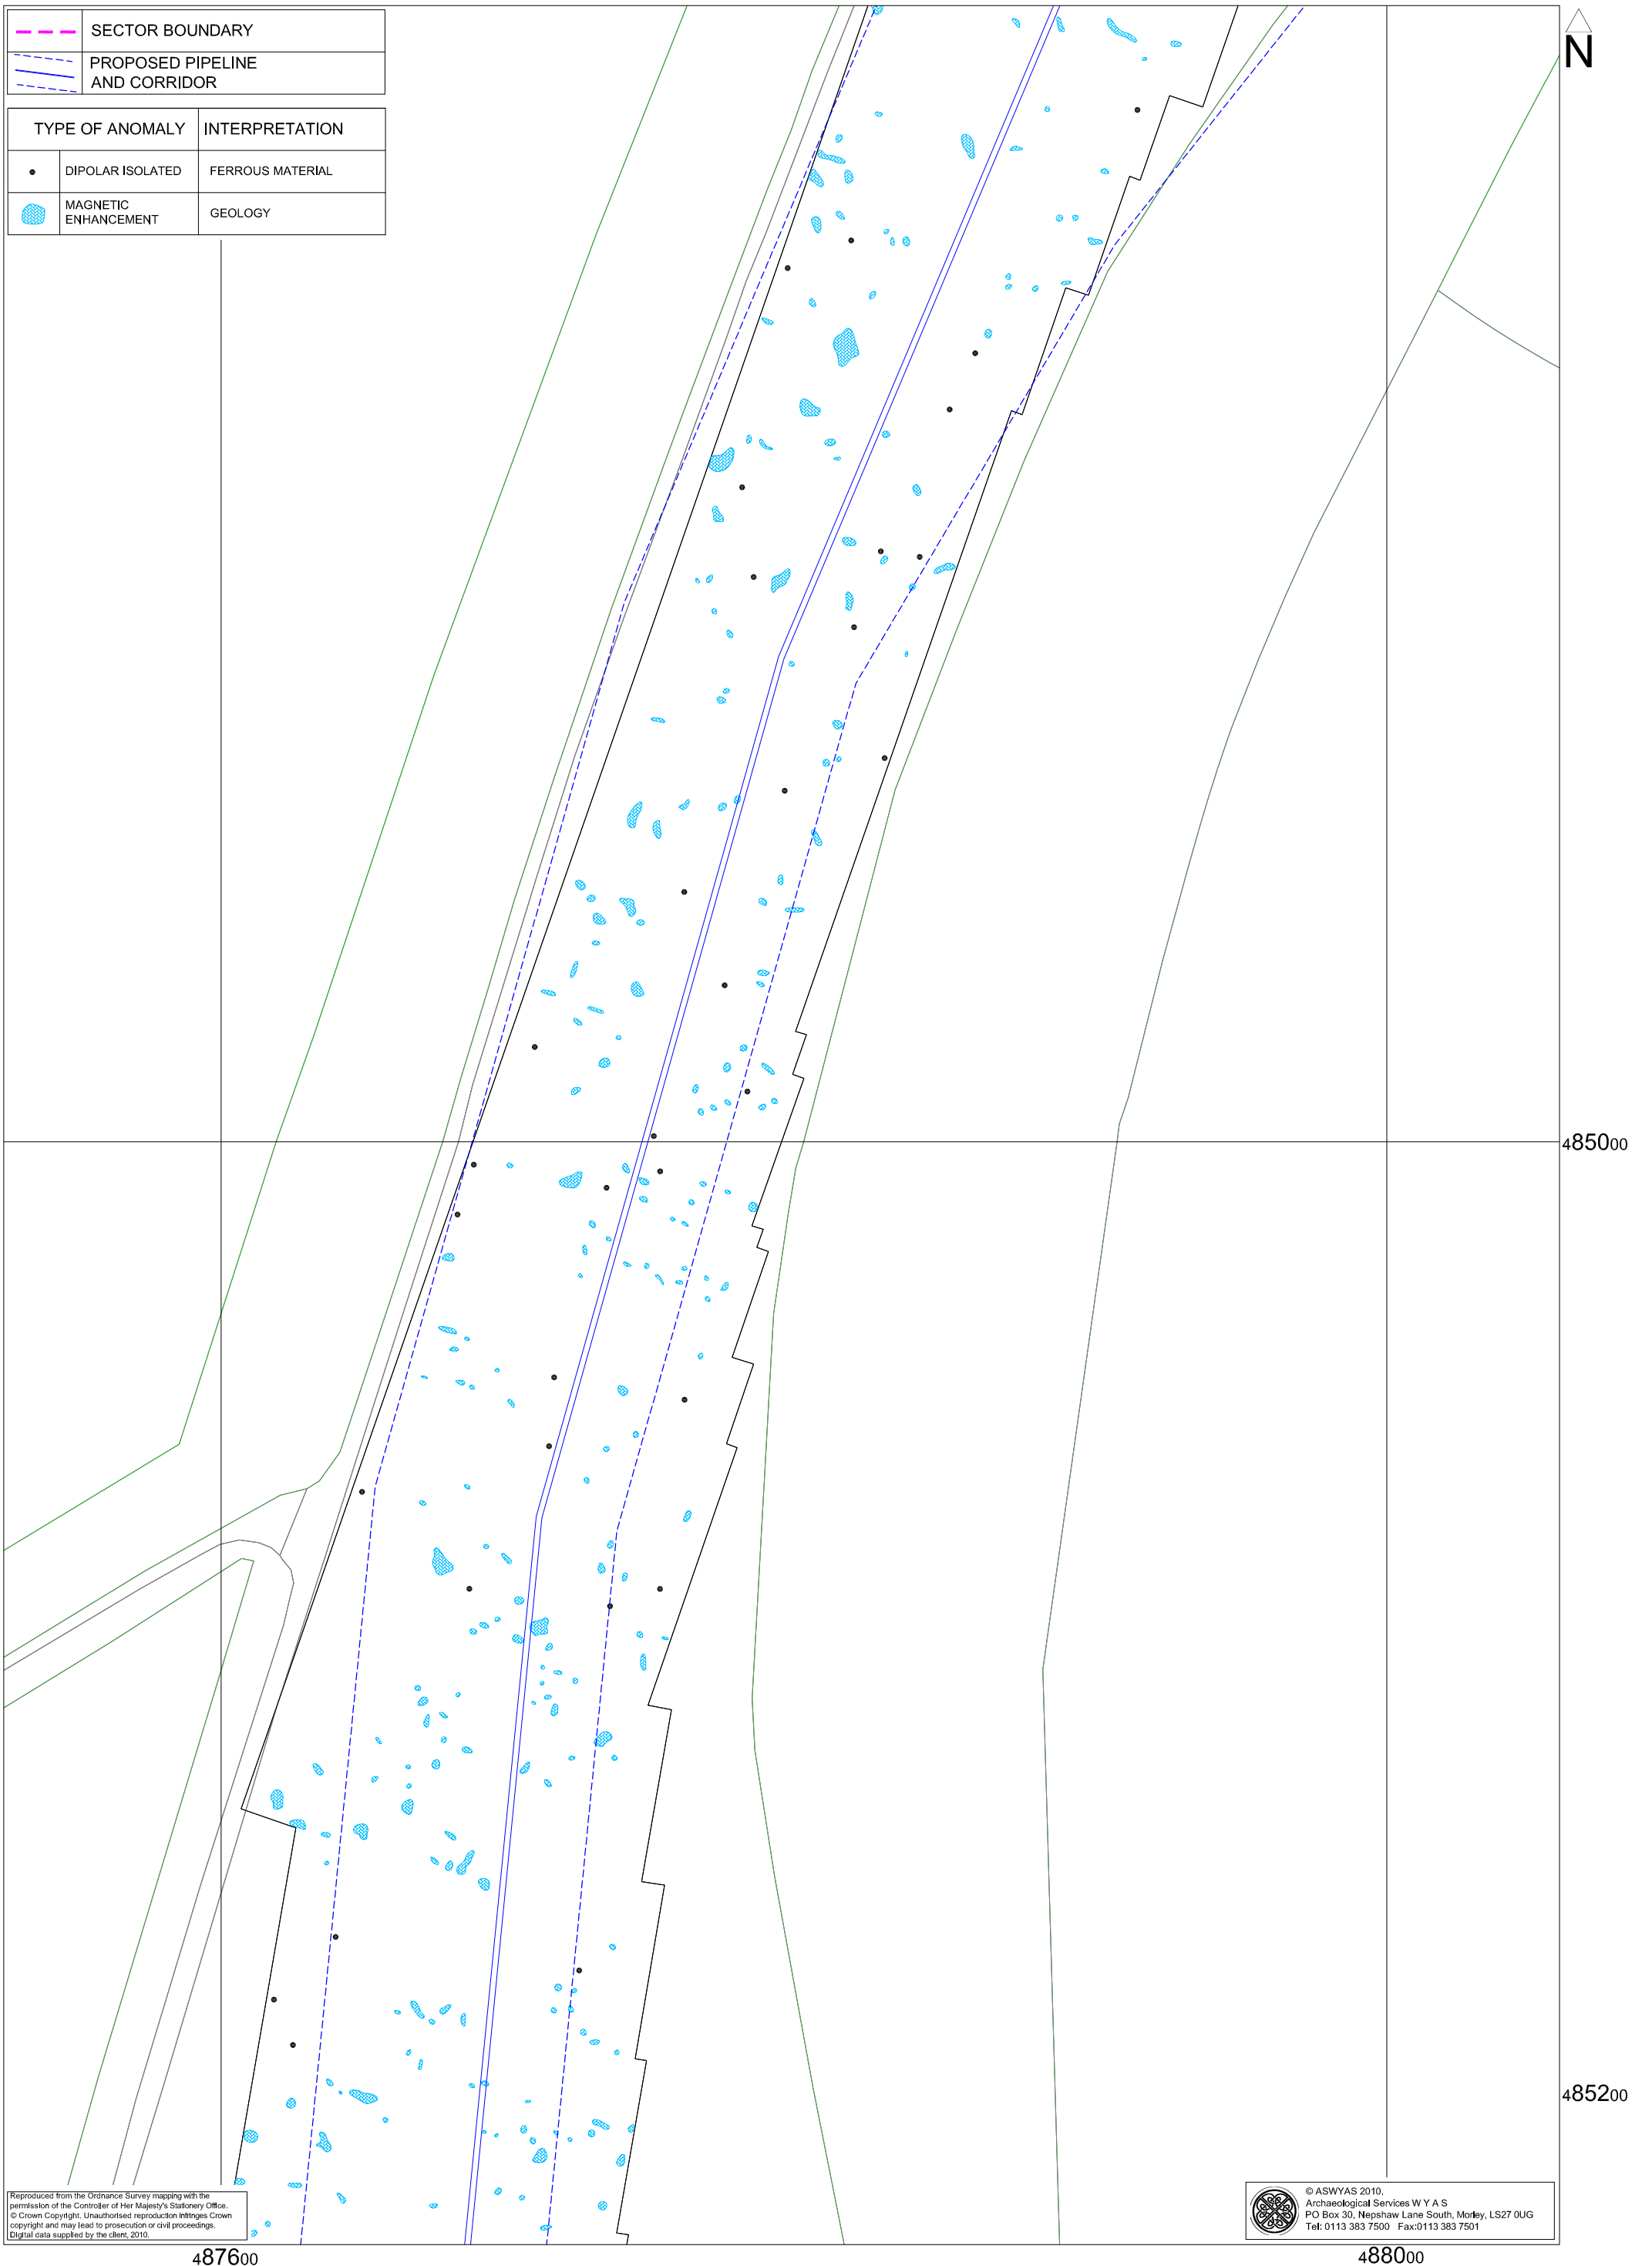 SECTOR BOUNDARY
PROPOSED PIPELINE
AND CORRIDOR
TYPE OF ANOMALY INTERPRETATION
DIPOLAR ISOLATED FERROUS MATERIAL
MAGNETIC
ENHANCEMENT
GEOLOGY
N
485000
485200
Reproduced from the Ordnance Survey mapping with the
permission of the Controller of Her Majesty's Stationery Office.
© Crown Copyright. Unauthorised reproduction infringes Crown
copyright and may lead to prosecution or civil proceedings.
Digital data supplied by the client, 2010.
© ASWYAS 2010.
Archaeological Services W Y A S
PO Box 30, Nepshaw Lane South, Morley, LS27 0UG
Tel: 0113 383 7500 Fax:0113 383 7501
487600
488000